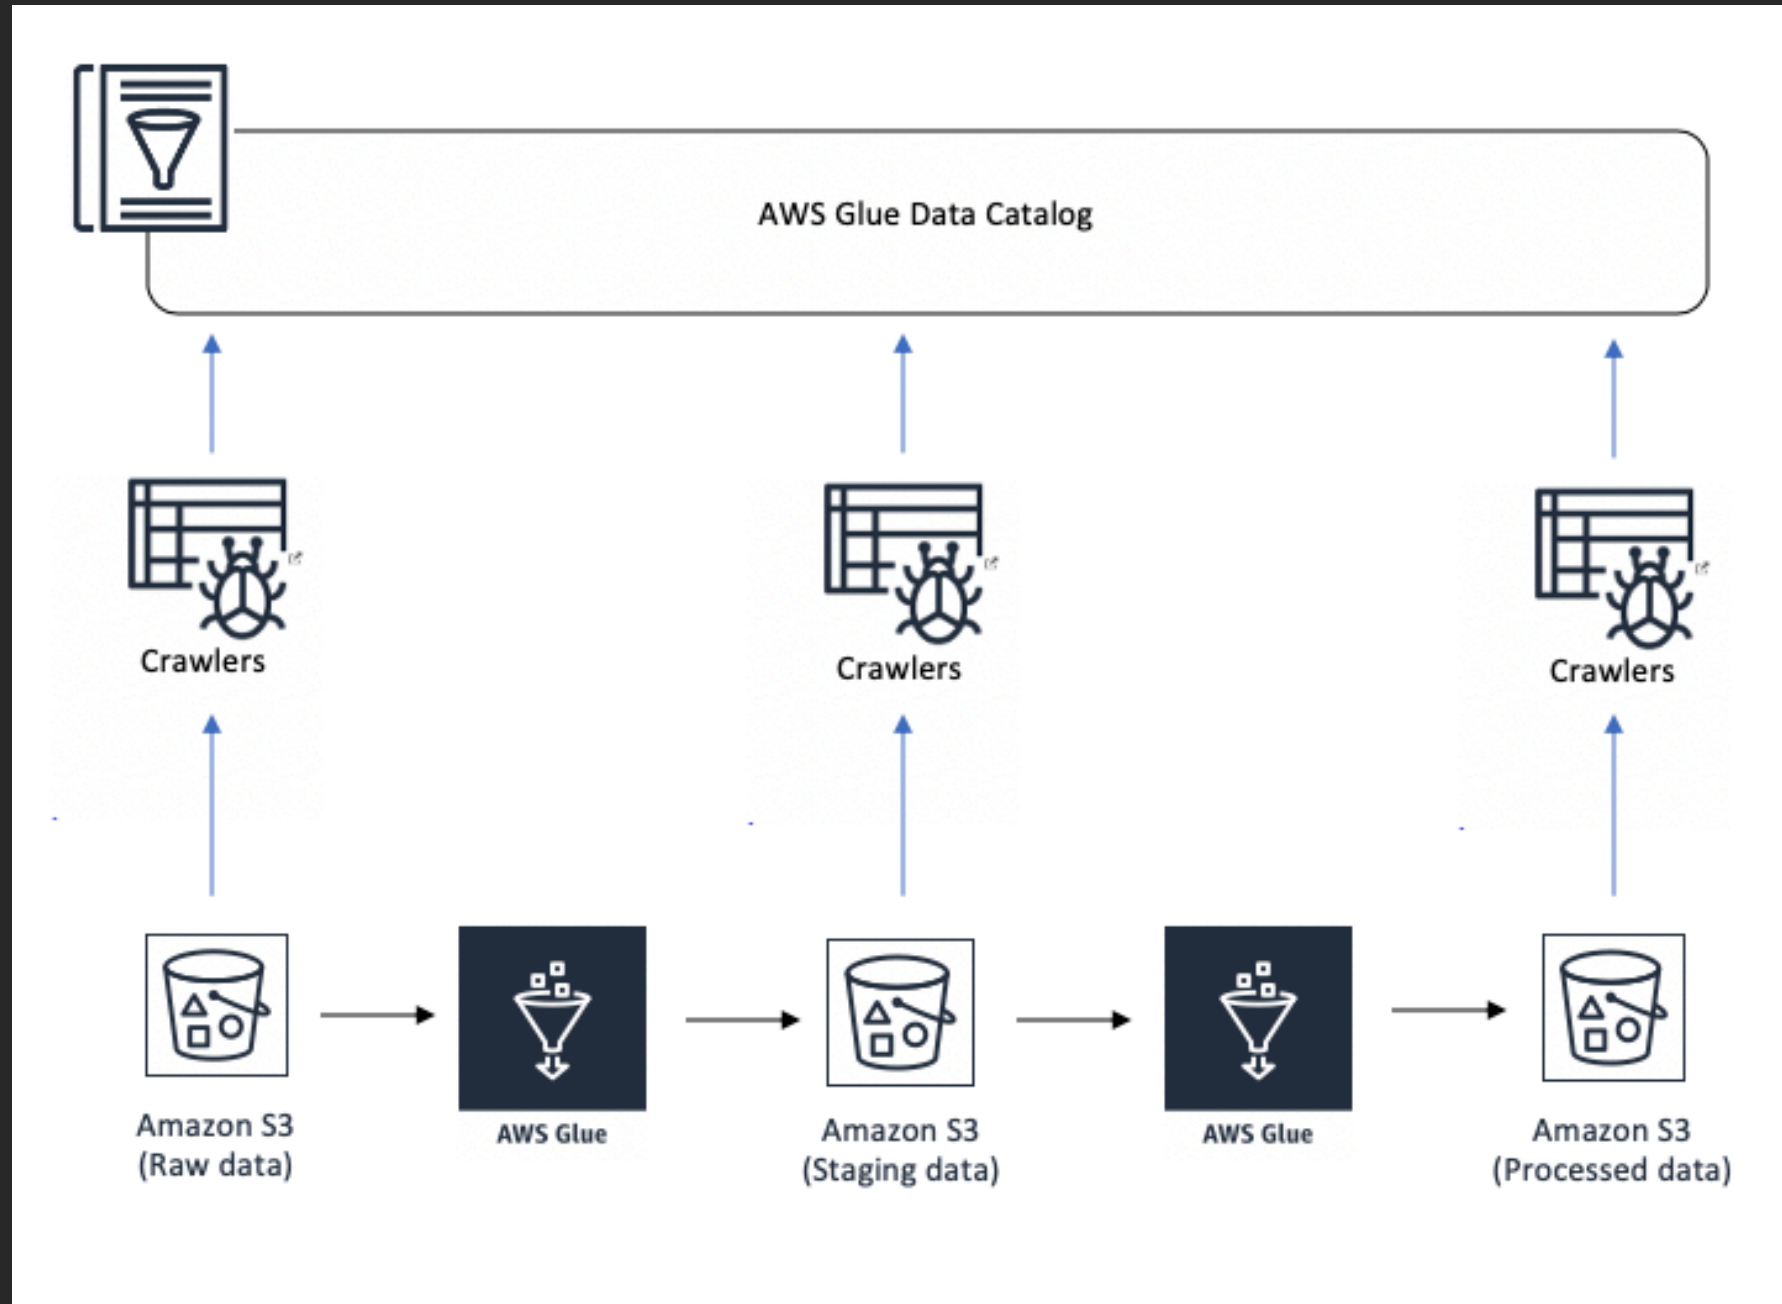 AWS Glue Data Catalog
Crawlers
Crawlers
Crawlers
Amazon S3
(Raw data)
AWS Glue
Amazon S3
(Staging data)
AWS Glue
Amazon S3
(Processed data)